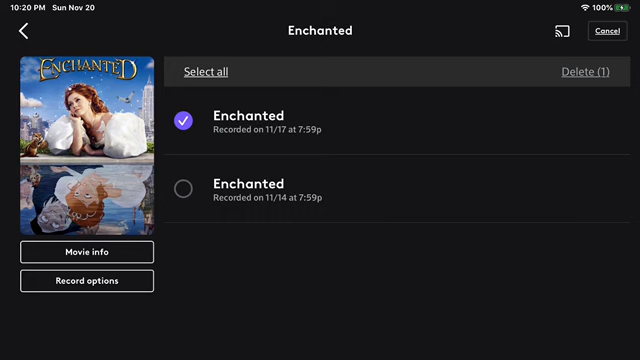 10:20 PM Sun Nov 20
100%
Enchanted
Cancel
ENCHANTED
Select all
Delete (1)
Enchanted
Recorded on 11/17 at 7:59p
Enchanted
Recorded on 11/14 at 7:59p
Movie info
Record options